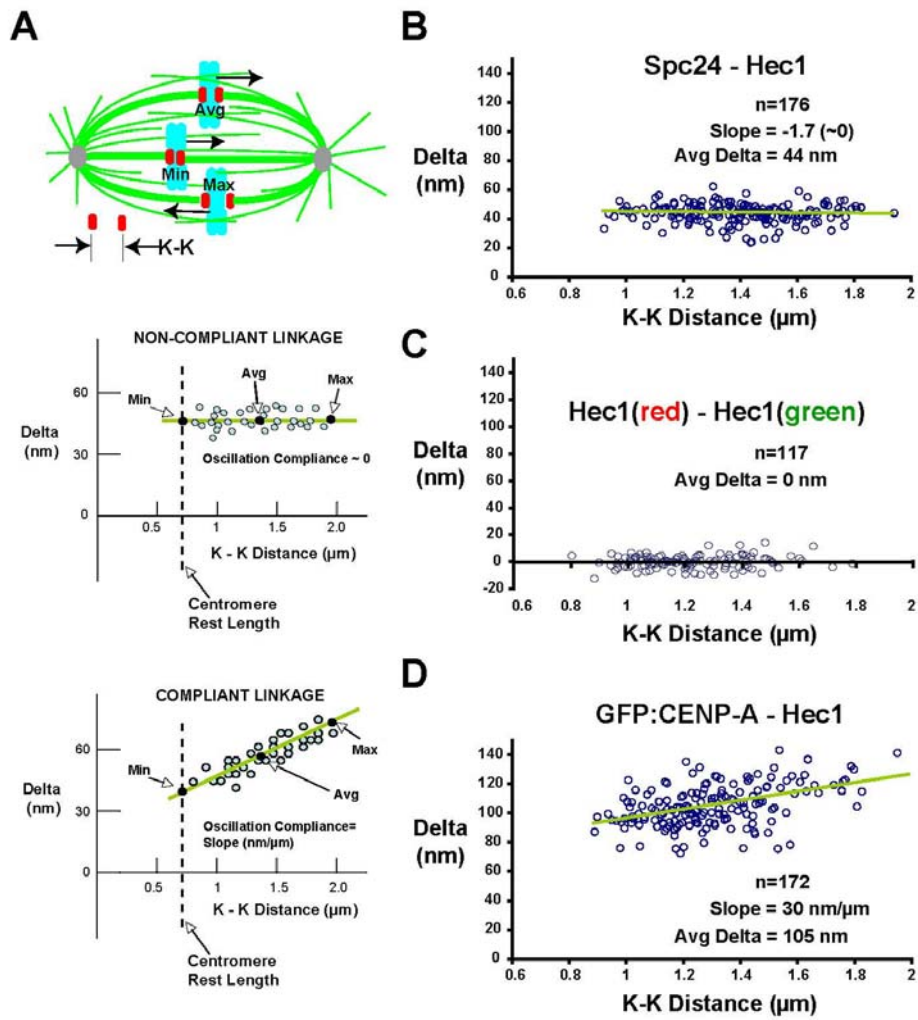 A
Avg
Min
Max
K-K
NON-COMPLIANT LINKAGE
60
30
0
Delta
(nm)
Min
Avg
Max
Oscillation Compliance ~ 0
0.5
1
1.5
2.0
K - K Distance (µm)
Centromere
Rest Length
COMPLIANT LINKAGE
60
30
0
Delta
(nm)
Min
Max
Avg
Oscillation Compliance=
Slope (nm/µm)
0.5
1
1.5
2.0
K - K Distance (µm)
Centromere
Rest Length
B
Spc24 - Hec1
n=176
Slope = -1.7 (~0)
Avg Delta = 44 nm
Delta
(nm)
140
120
100
80
60
40
20
0
0.6
0.8
1
1.2
1.4
1.6
1.8
2
K-K Distance (µm)
C
Hec1(red) - Hec1(green)
n=117
Avg Delta = 0 nm
Delta
(nm)
140
120
100
80
60
40
20
0
-20
0.6
0.8
1
1.2
1.4
1.6
1.8
2
K-K Distance (µm)
D
GFP:CENP-A - Hec1
n=172
Slope = 30 nm/µm
Avg Delta = 105 nm
Delta
(nm)
140
120
100
80
60
40
20
0
0.6
0.8
1
1.2
1.4
1.6
1.8
2
K-K Distance (µm)